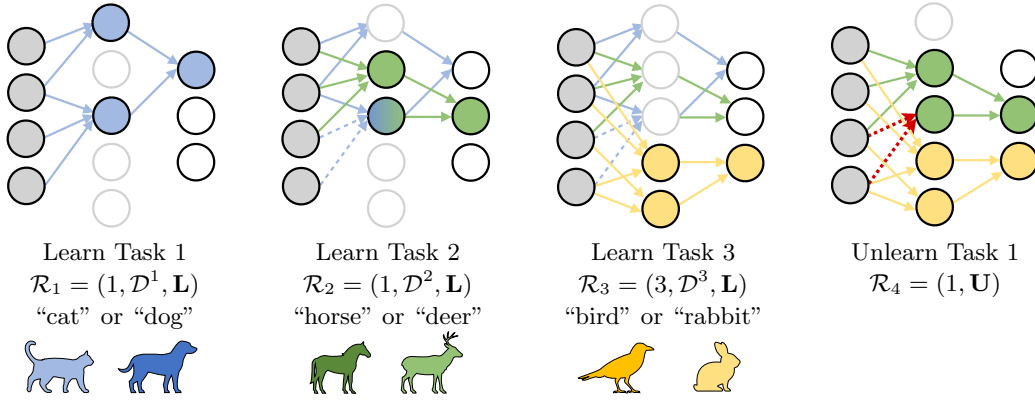 Learn Task 1
ℛ₁ = (1, 𝒟¹, L)
“cat” or “dog”
Learn Task 2
ℛ₂ = (1, 𝒟², L)
“horse” or “deer”
Learn Task 3
ℛ₃ = (3, 𝒟³, L)
“bird” or “rabbit”
Unlearn Task 1
ℛ₄ = (1, U)